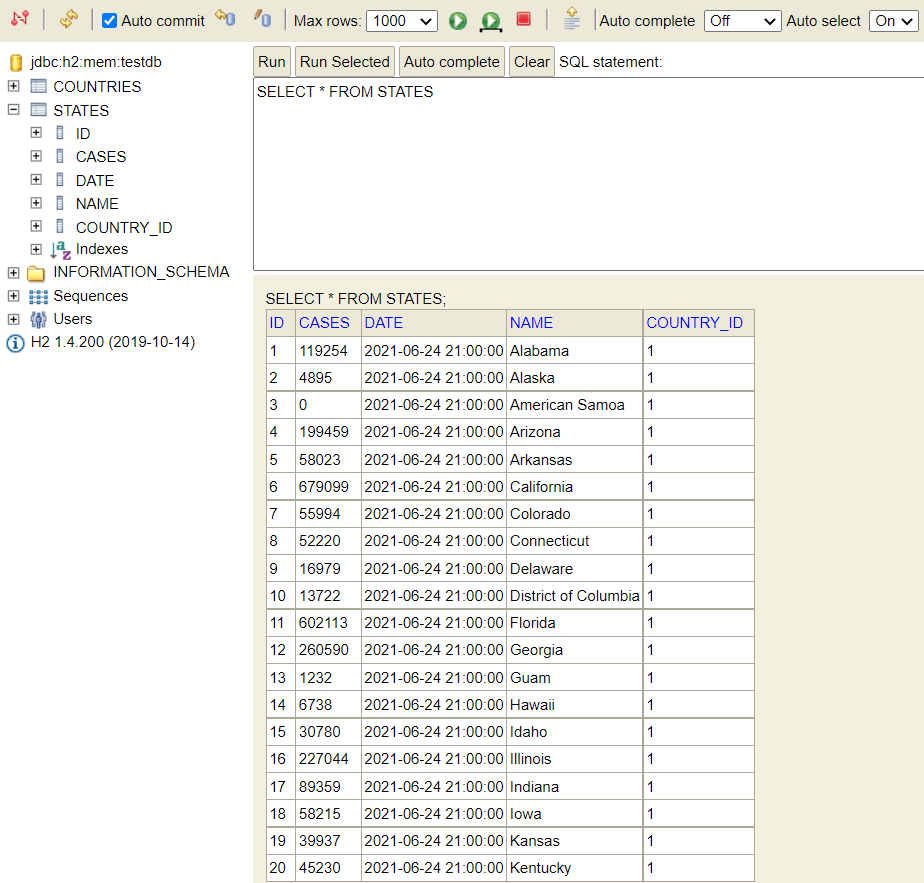 Auto commit Max rows: 1000 Auto complete Off Auto select On
jdbc:h2:mem:testdb
COUNTRIES
STATES
ID
CASES
DATE
NAME
COUNTRY_ID
Indexes
INFORMATION_SCHEMA
Sequences
Users
H2 1.4.200 (2019-10-14)
Run Run Selected Auto complete Clear SQL statement:
SELECT * FROM STATES
SELECT * FROM STATES;
ID CASES DATE NAME COUNTRY_ID
1 119254 2021-06-24 21:00:00 Alabama 1
2 4895 2021-06-24 21:00:00 Alaska 1
3 0 2021-06-24 21:00:00 American Samoa 1
4 199459 2021-06-24 21:00:00 Arizona 1
5 58023 2021-06-24 21:00:00 Arkansas 1
6 679099 2021-06-24 21:00:00 California 1
7 55994 2021-06-24 21:00:00 Colorado 1
8 52220 2021-06-24 21:00:00 Connecticut 1
9 16979 2021-06-24 21:00:00 Delaware 1
10 13722 2021-06-24 21:00:00 District of Columbia 1
11 602113 2021-06-24 21:00:00 Florida 1
12 260590 2021-06-24 21:00:00 Georgia 1
13 1232 2021-06-24 21:00:00 Guam 1
14 6738 2021-06-24 21:00:00 Hawaii 1
15 30780 2021-06-24 21:00:00 Idaho 1
16 227044 2021-06-24 21:00:00 Illinois 1
17 89359 2021-06-24 21:00:00 Indiana 1
18 58215 2021-06-24 21:00:00 Iowa 1
19 39937 2021-06-24 21:00:00 Kansas 1
20 45230 2021-06-24 21:00:00 Kentucky 1